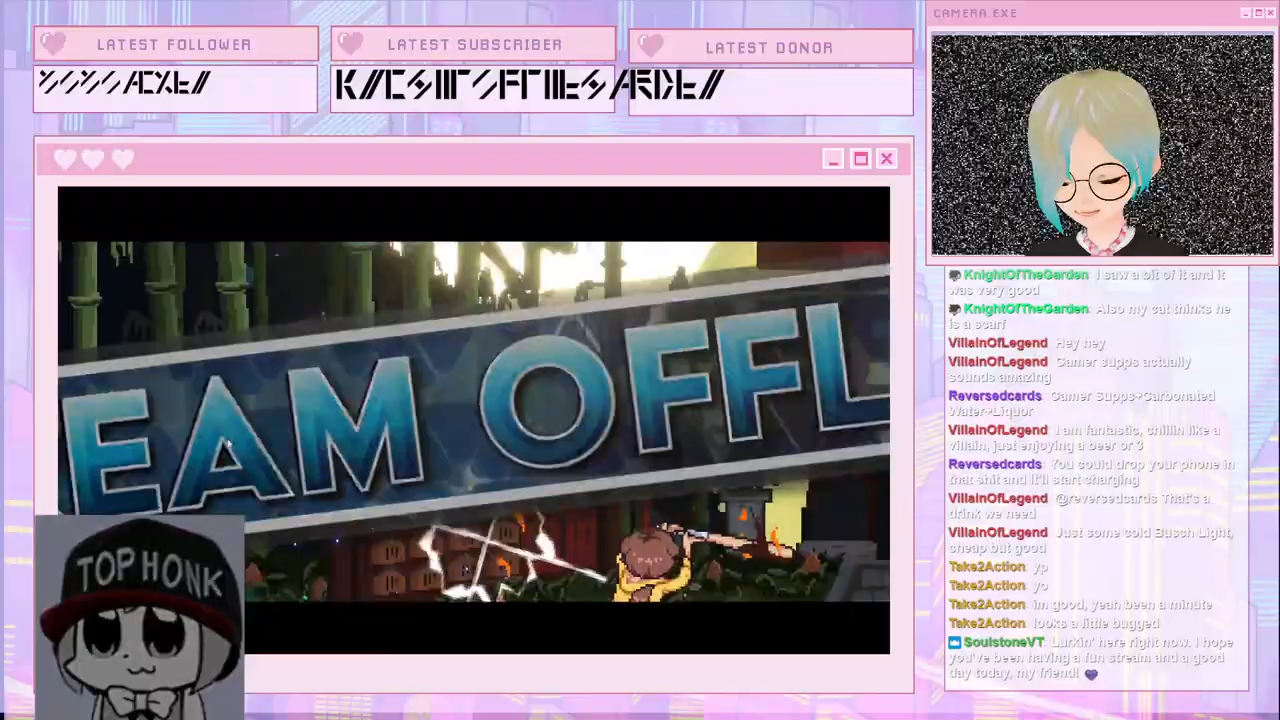 LATEST FOLLOWER
LATEST SUBSCRIBER
LATEST DONOR
CAMERA.EXE
EAM OFFL
TOP HONK
KnightOfTheGarden I saw a bit of it and it
was very good
KnightOfTheGarden Also my cat thinks he
is a scarf
VillainOfLegend Hey hey
VillainOfLegend Gamer supps actually
sounds amazing
Reversedcards Gamer Supps+Carbonated
Water+Liquor
VillainOfLegend I am fantastic, chillin like a
villain, just enjoying a beer or 3
Reversedcards You could drop your phone in
that shit and it'll start charging
VillainOfLegend @reversedcards That's a
drink we need
VillainOfLegend Just some cold Busch Light,
cheap but good
Take2Action yp
Take2Action yo
Take2Action im good, yeah been a minute
Take2Action looks a little bugged
SoulstoneVT Lurkin' here right now. I hope
you've been having a fun stream and a good
day today, my friend!